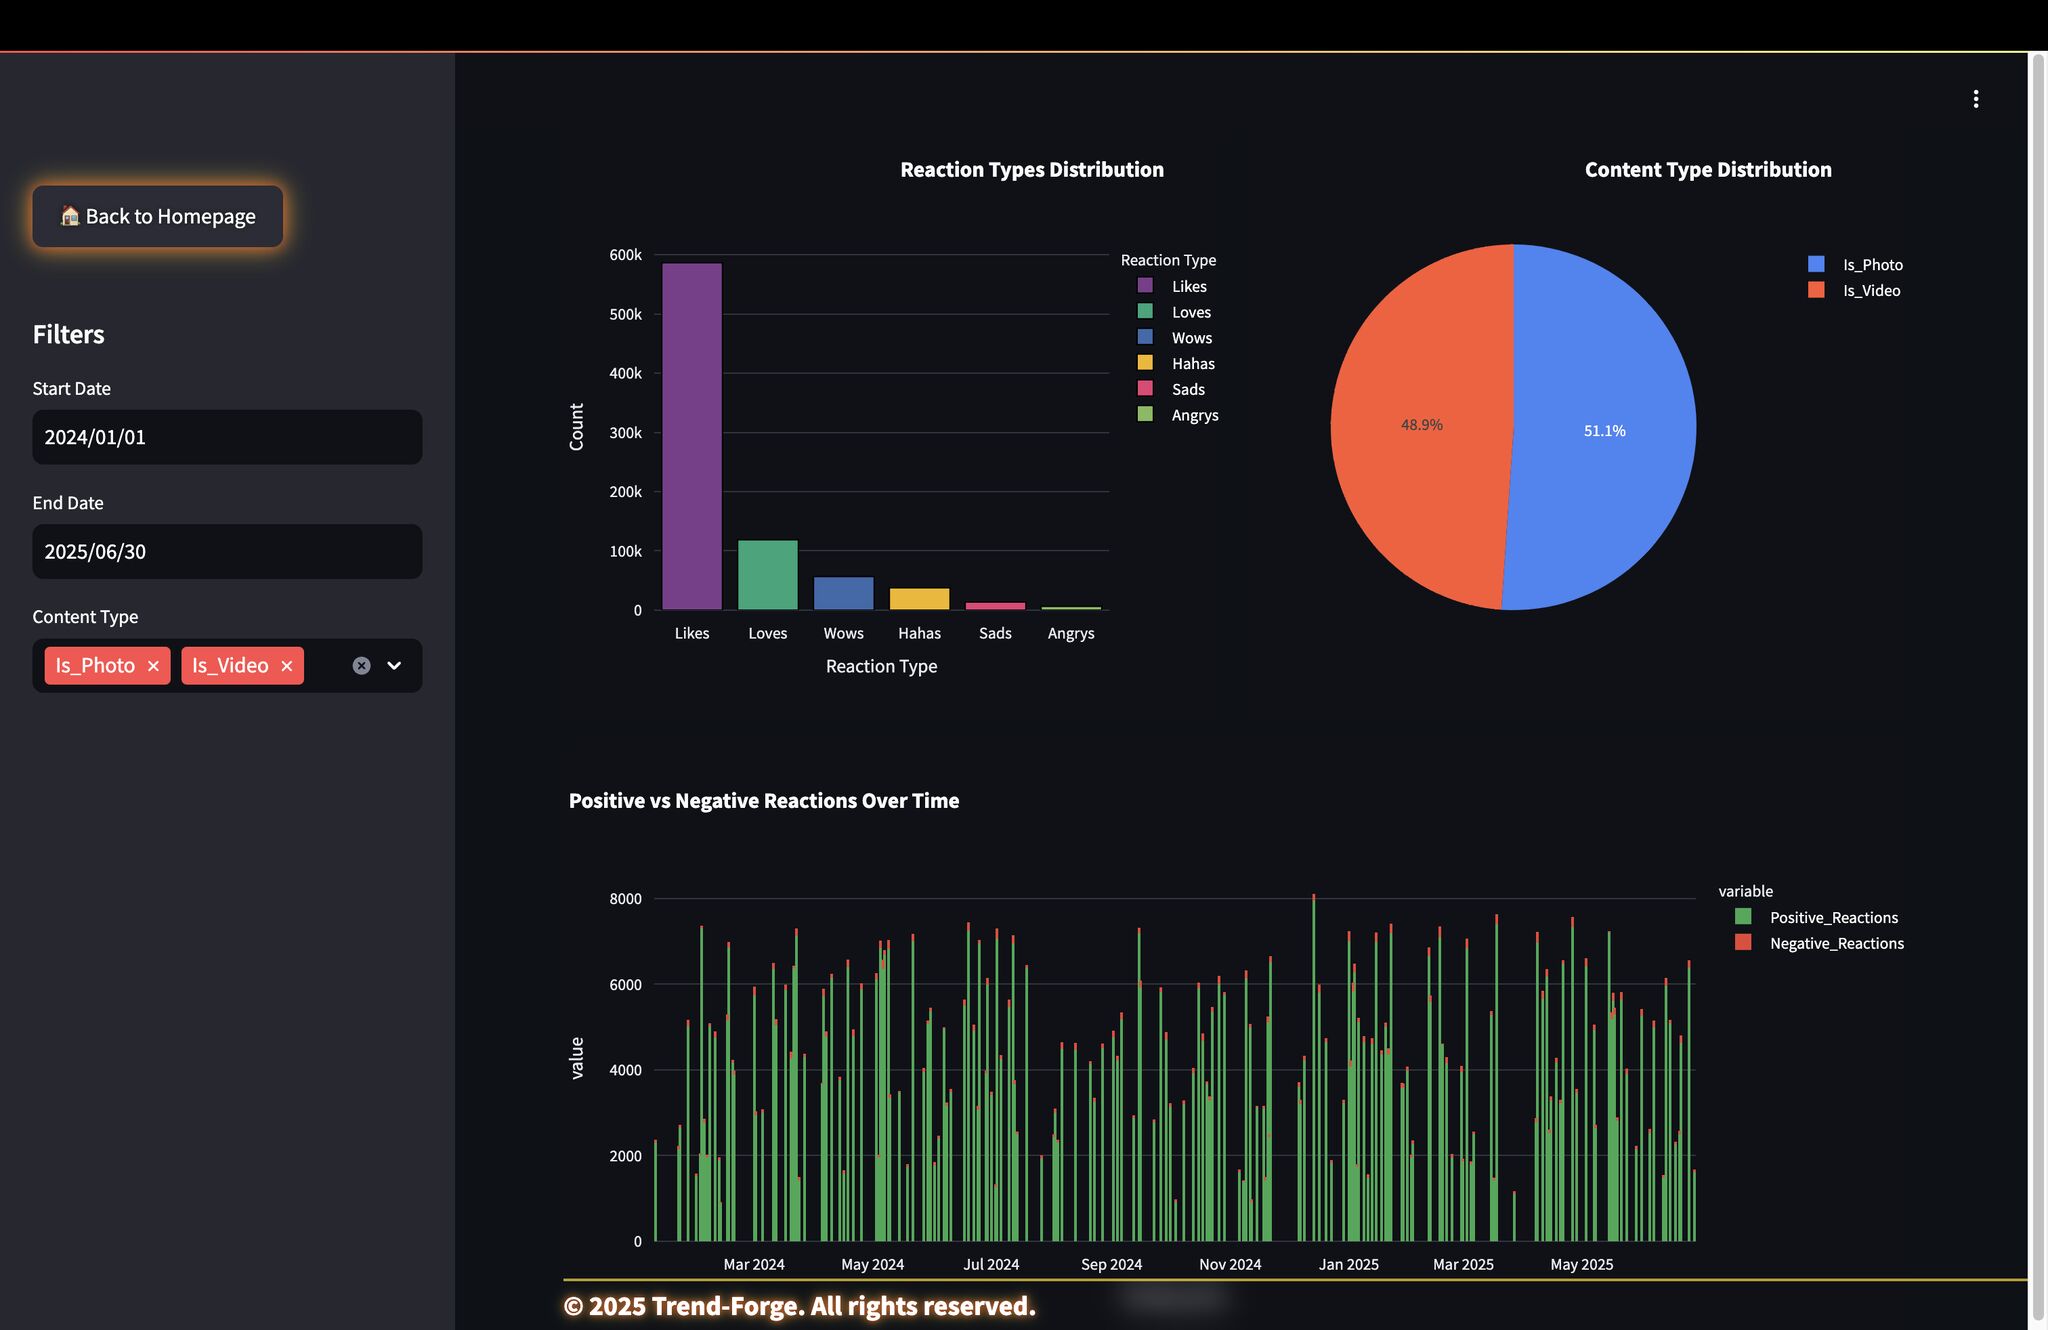 🏠 Back to Homepage
Filters
Start Date
2024/01/01
End Date
2025/06/30
Content Type
Is_Photo
Is_Video
Reaction Types Distribution
600k
500k
400k
300k
200k
100k
0
Count
Likes Loves Wows Hahas Sads Angrys
Reaction Type
Reaction Type
Likes
Loves
Wows
Hahas
Sads
Angrys
Content Type Distribution
48.9%
51.1%
Is_Photo
Is_Video
Positive vs Negative Reactions Over Time
8000
6000
4000
2000
0
value
Mar 2024 May 2024 Jul 2024 Sep 2024 Nov 2024 Jan 2025 Mar 2025 May 2025
variable
Positive_Reactions
Negative_Reactions
© 2025 Trend-Forge. All rights reserved.